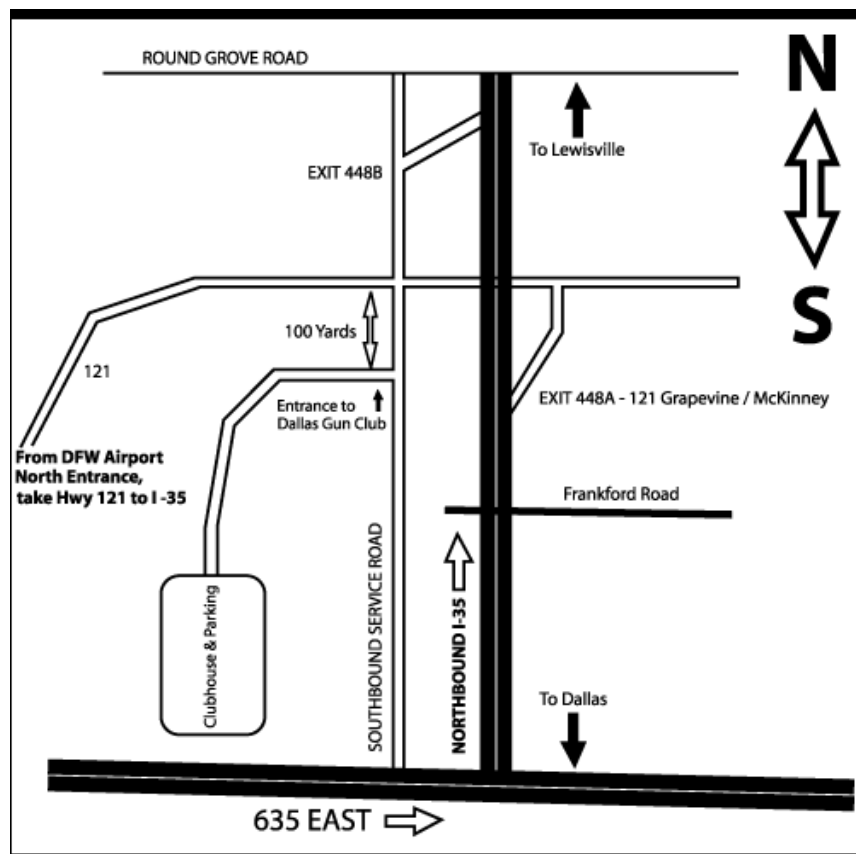 ROUND GROVE ROAD
N
To Lewisville
EXIT 448B
S
100 Yards
121
Entrance to
Dallas Gun Club
EXIT 448A - 121 Grapevine / McKinney
From DFW Airport
North Entrance,
take Hwy 121 to I -35
Frankford Road
Clubhouse & Parking
SOUTHBOUND SERVICE ROAD
NORTHBOUND I-35
To Dallas
635 EAST